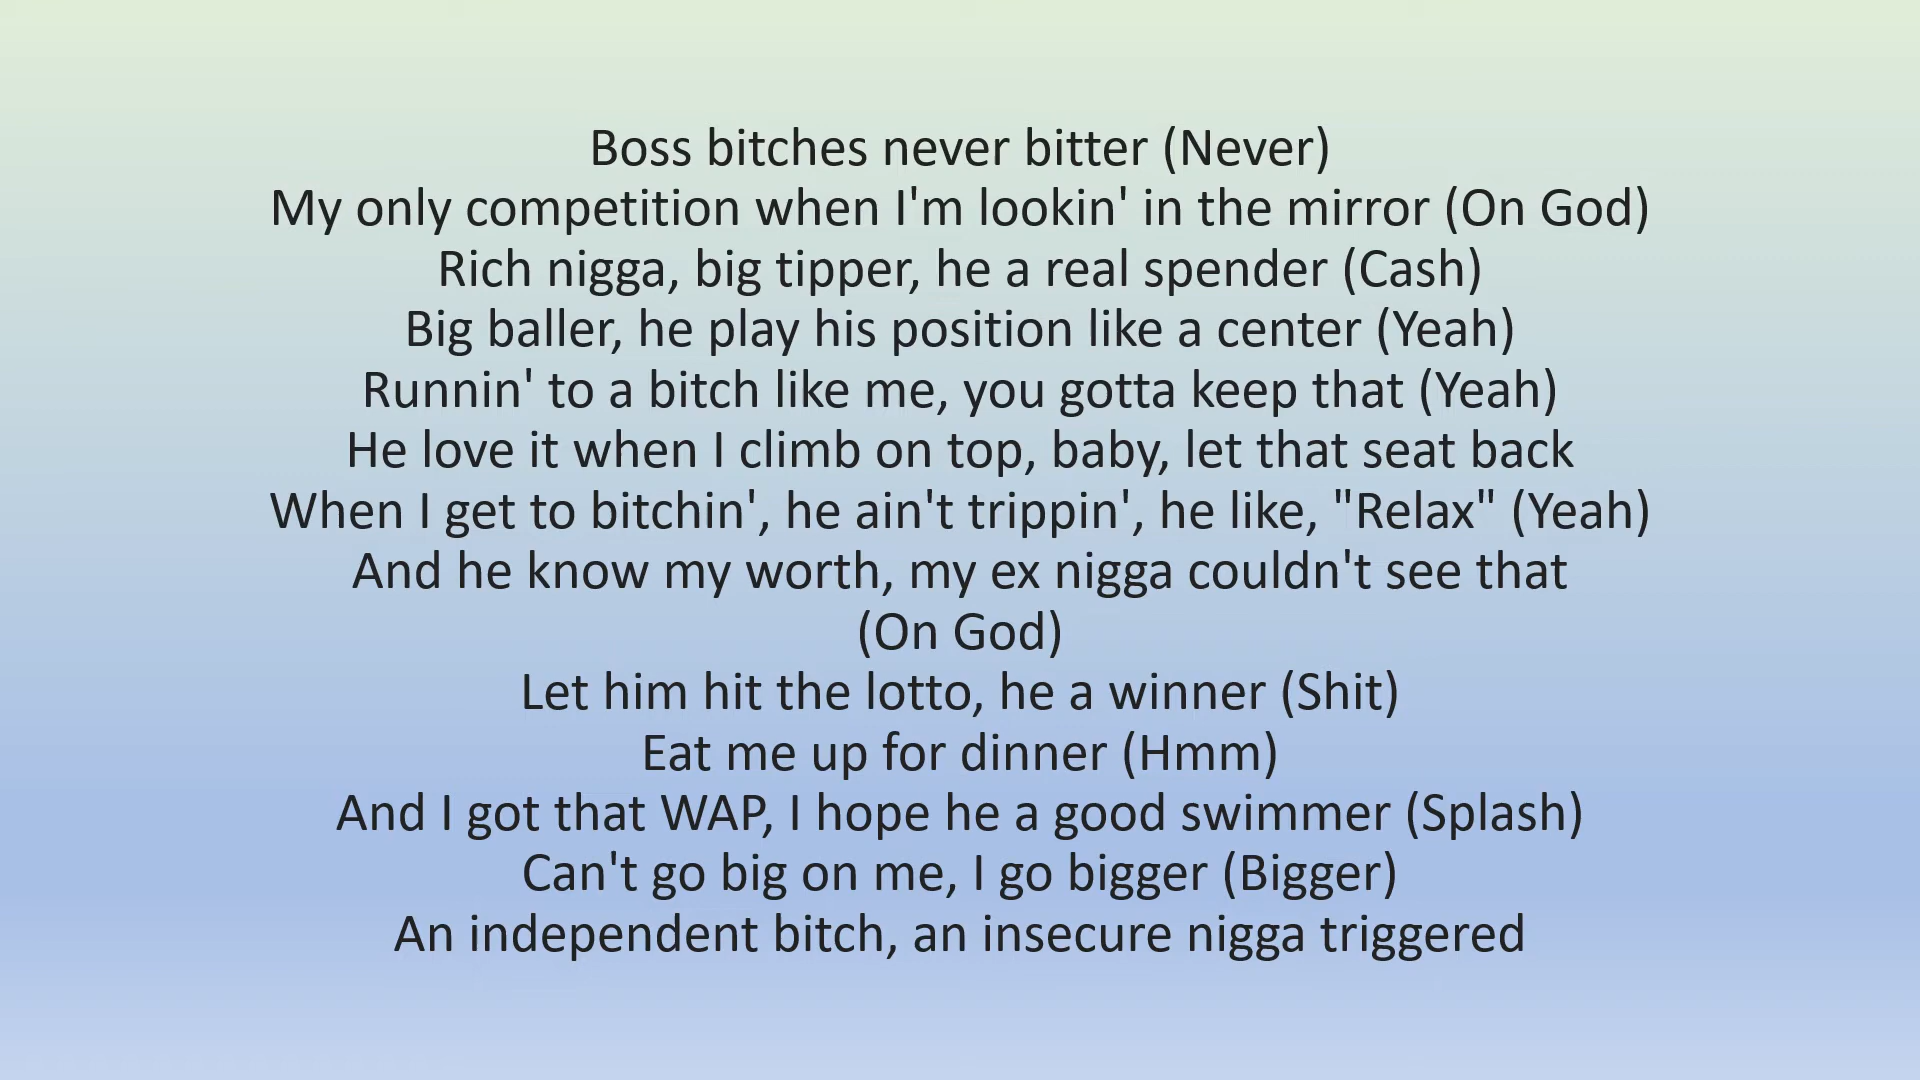 Boss bitches never bitter (Never)
My only competition when I'm lookin' in the mirror (On God)
Rich nigga, big tipper, he a real spender (Cash)
Big baller, he play his position like a center (Yeah)
Runnin' to a bitch like me, you gotta keep that (Yeah)
He love it when I climb on top, baby, let that seat back
When I get to bitchin', he ain't trippin', he like, "Relax" (Yeah)
And he know my worth, my ex nigga couldn't see that
(On God)
Let him hit the lotto, he a winner (Shit)
Eat me up for dinner (Hmm)
And I got that WAP, I hope he a good swimmer (Splash)
Can't go big on me, I go bigger (Bigger)
An independent bitch, an insecure nigga triggered